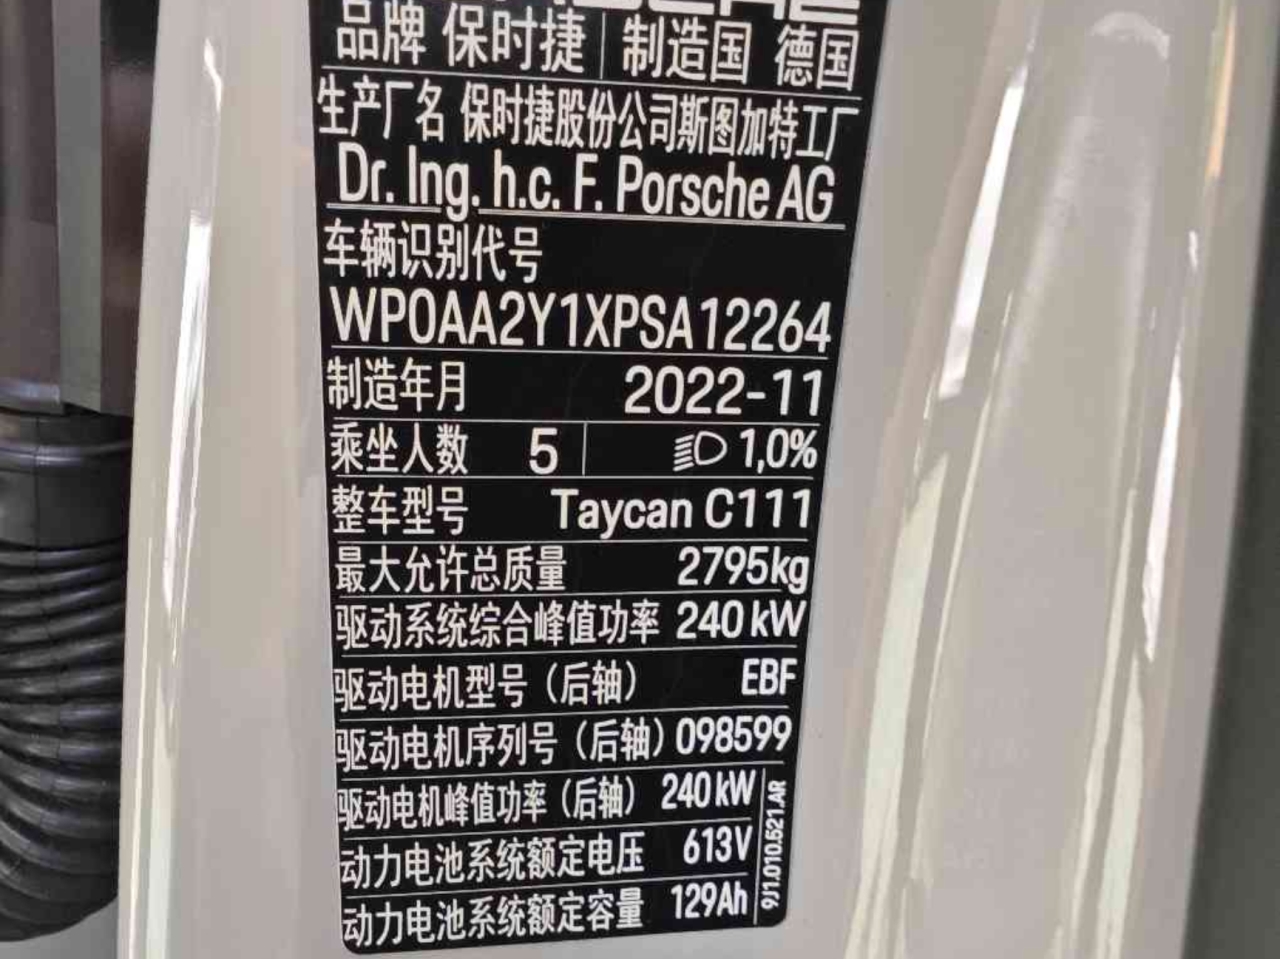 品牌 保时捷 制造国 德国
生产厂名 保时捷股份公司斯图加特工厂
Dr. Ing. h.c. F. Porsche AG
车辆识别代号
WP0AA2Y1XPSA12264
制造年月 2022-11
乘坐人数 5 1,0%
整车型号 Taycan C111
最大允许总质量 2795kg
驱动系统综合峰值功率 240 kW
驱动电机型号（后轴） EBF
驱动电机序列号（后轴） 098599
驱动电机峰值功率（后轴） 240 kW
动力电池系统额定电压 613V
动力电池系统额定容量 129Ah
9J1.010.521.AR